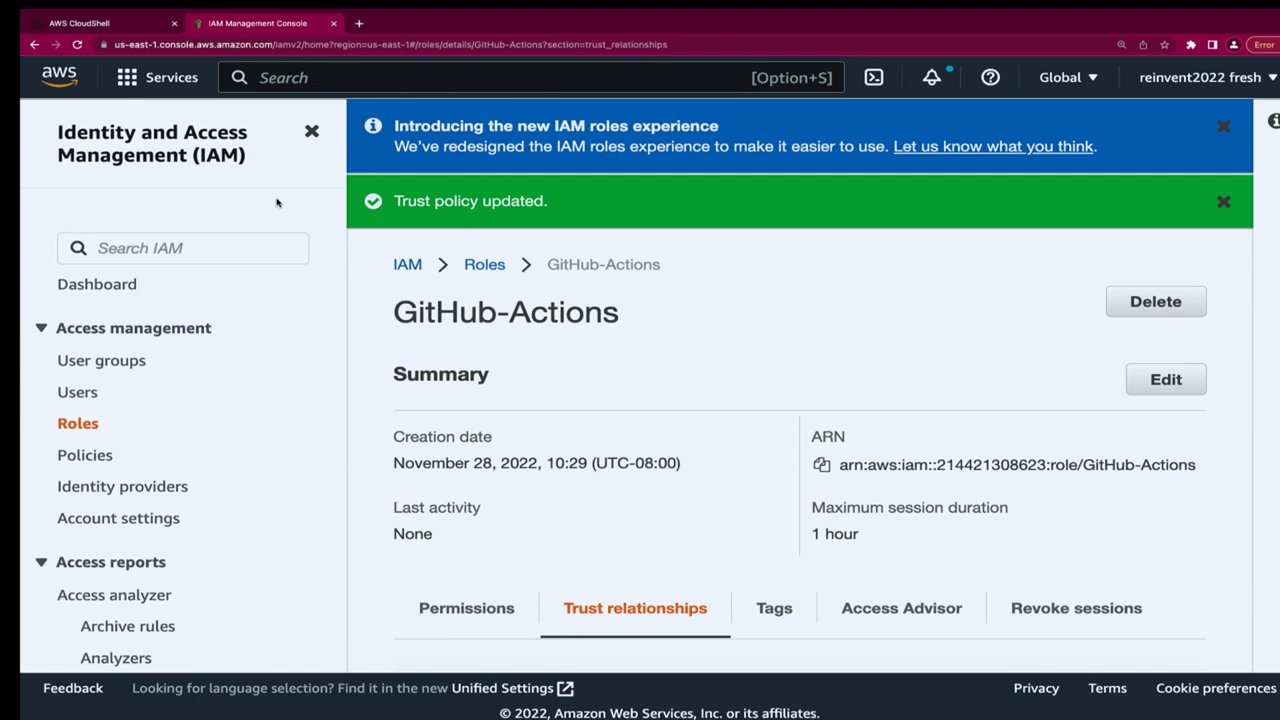 AWS CloudShell
IAM Management Console
us-east-1.console.aws.amazon.com/iamv2/home?region=us-east-1#/roles/details/GitHub-Actions?section=trust_relationships
Error
aws
Services
Search
[Option+S]
Global
reinvent2022 fresh
Identity and Access
Management (IAM)
Search IAM
Dashboard
Access management
User groups
Users
Roles
Policies
Identity providers
Account settings
Access reports
Access analyzer
Archive rules
Analyzers
Introducing the new IAM roles experience
We've redesigned the IAM roles experience to make it easier to use. Let us know what you think.
Trust policy updated.
IAM > Roles > GitHub-Actions
GitHub-Actions
Delete
Summary
Edit
Creation date
November 28, 2022, 10:29 (UTC-08:00)
ARN
arn:aws:iam::214421308623:role/GitHub-Actions
Last activity
None
Maximum session duration
1 hour
Permissions
Trust relationships
Tags
Access Advisor
Revoke sessions
Feedback
Looking for language selection? Find it in the new Unified Settings
Privacy
Terms
Cookie preferences
© 2022, Amazon Web Services, Inc. or its affiliates.